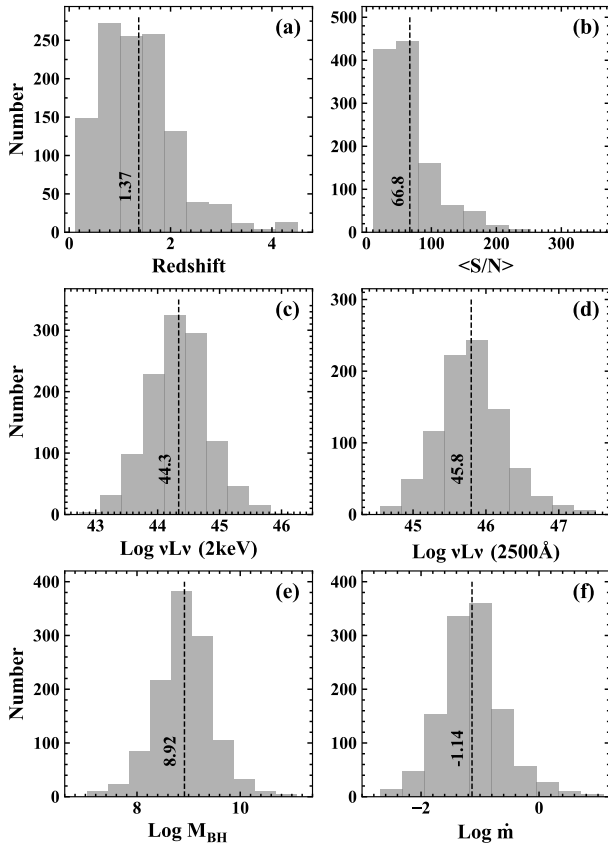 (a)
Number
250
200
150
100
50
0
1.37
0 2 4
Redshift
(b)
500
400
300
200
100
0
66.8
0 100 200 300
<S/N>
(c)
Number
300
200
100
0
44.3
43 44 45 46
Log νLν (2keV)
(d)
300
200
100
0
45.8
45 46 47
Log νLν (2500Å)
(e)
Number
400
300
200
100
0
8.92
8 10
Log M_BH
(f)
400
300
200
100
0
-1.14
−2 0
Log ṁ